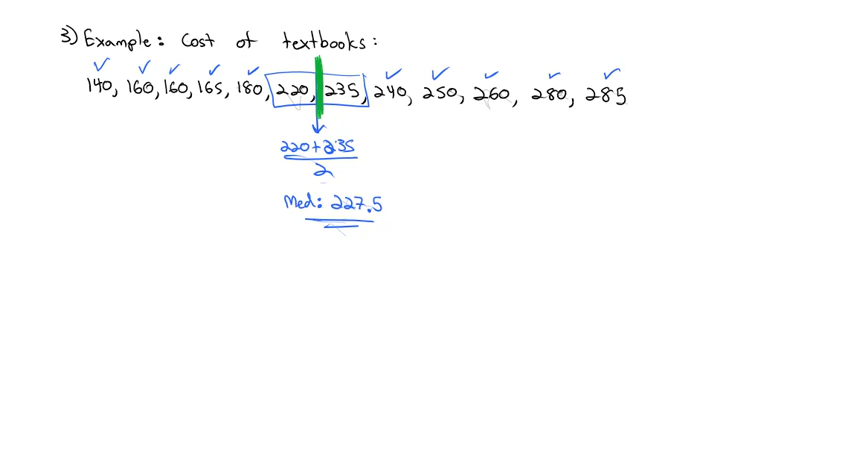 3) Example: Cost of textbooks:
140, 160, 160, 165, 180, 220, 235, 240, 250, 260, 280, 285
220+235
2
Med: 227.5